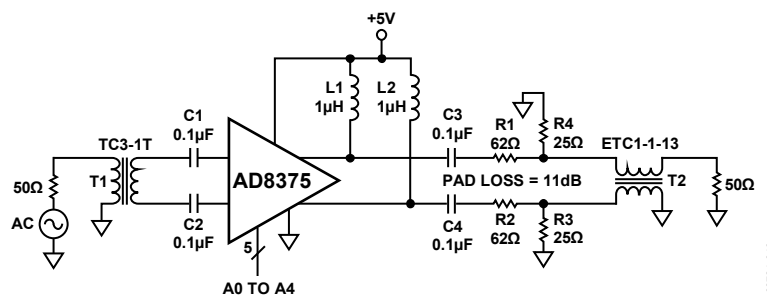 +5V
L1
1µH
L2
1µH
C1
0.1µF
C3
0.1µF
R1
62Ω
R4
25Ω
TC3-1T
ETC1-1-13
50Ω
T1
AD8375
PAD LOSS = 11dB
T2
50Ω
AC
C2
0.1µF
5
C4
0.1µF
R2
62Ω
R3
25Ω
A0 TO A4